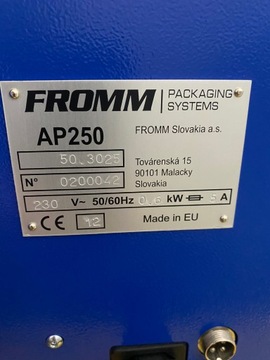 FROMM PACKAGING SYSTEMS
AP250 FROMM Slovakia a.s.
50.3025
Továrenská 15
N° 0200042 90101 Malacky
Slovakia
230 V~ 50/60Hz kW A
CE 12 Made in EU